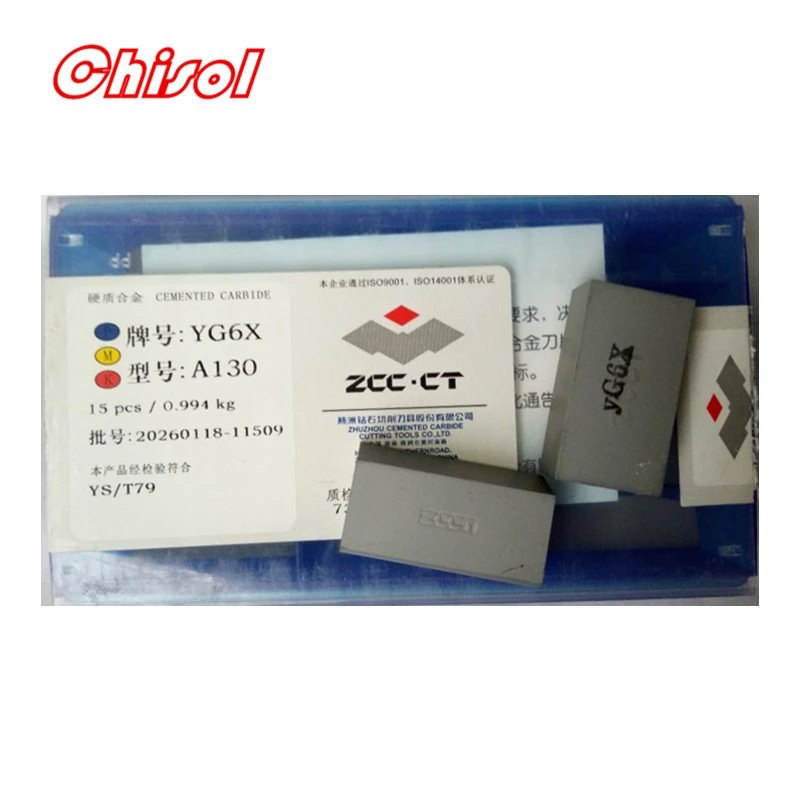 Chisol
硬质合金 CEMENTED CARBIDE
P 牌号: YG6X
M
K 型号: A130
15 pcs / 0.994 kg
批号: 20260118-11509
本产品经检验符合
YS/T79
本企业通过ISO9001、ISO14001体系认证
ZCC·CT
株洲钻石切削刀具股份有限公司
ZHUZHOU CEMENTED CARBIDE
CUTTING TOOLS CO.,LTD.
质检
要求,决
合金刀
标。
通告
有
YG6X
ZCCCT